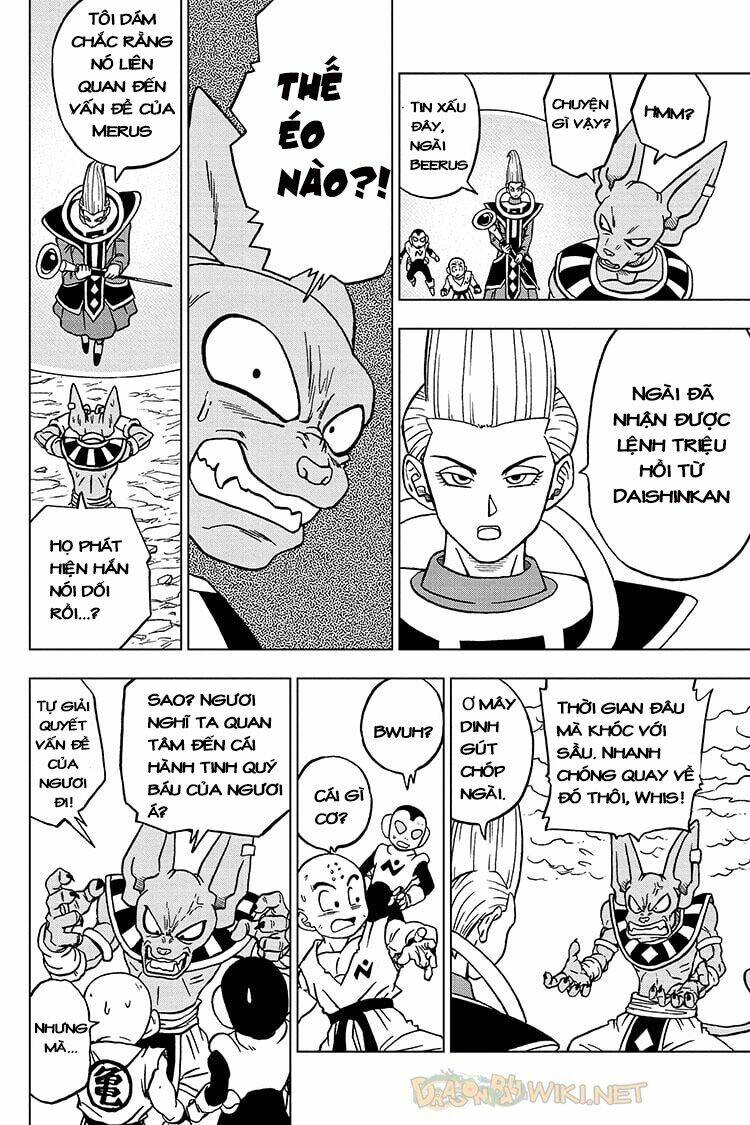 HMM?
CHUYỆN
GÌ VẬY?
TIN XẤU
ĐÂY,
NGÀI
BEERUS
NGÀI ĐÃ
NHẬN ĐƯỢC
LỆNH TRIỆU
HỒI TỪ
DAISHINKAN
THẾ
ÉO
NÀO?!
TÔI DÁM
CHẮC RẰNG
NÓ LIÊN
QUAN ĐẾN
VẤN ĐỀ CỦA
MERUS
HỌ PHÁT
HIỆN HẮN
NÓI DỐI
RỒI...?
THỜI GIAN ĐÂU
MÀ KHÓC VỚI
SẦU. NHANH
CHÓNG QUAY VỀ
ĐÓ THÔI, WHIS!
Ơ MÂY
DINH
GÚT
CHÓP
NGÀI.
BWUH?
CÁI GÌ
CƠ?
SAO? NGƯƠI
NGHĨ TA QUAN
TÂM ĐẾN CÁI
HÀNH TINH QUÝ
BÁU CỦA NGƯƠI
Á?
TỰ GIẢI
QUYẾT
VẤN ĐỀ
CỦA
NGƯƠI
ĐI!
NHƯNG
MÀ...
亀
DRAGON BALL WIKI.NET